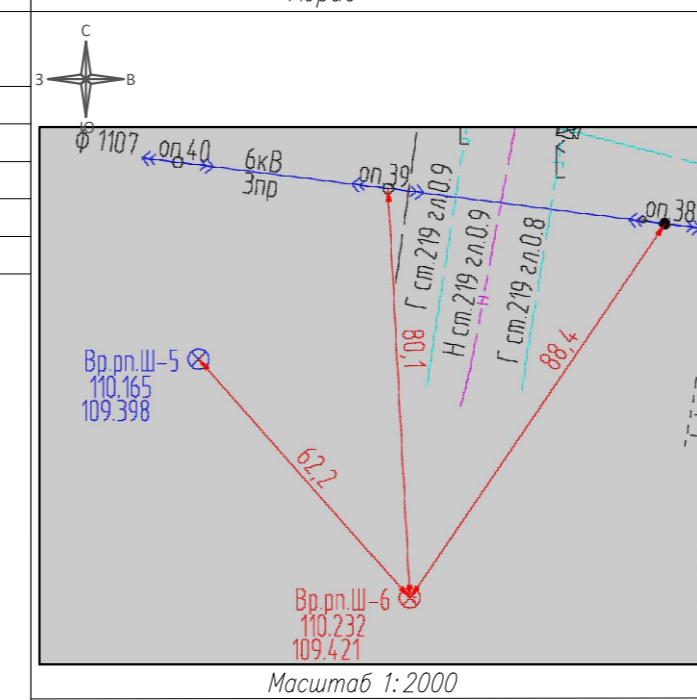 С
З
В
Ю
ф 1107
оп 40
6кВ
3пр
оп 39
оп 38
Г ст.219 гл.0.9
Н ст.219 гл.0.9
Г ст.219 гл.0.8
Н
80,1
88,4
62,2
Вр.рп.Ш-5
110.165
109.398
Вр.рп.Ш-6
110.232
109.421
Масштаб 1:2000